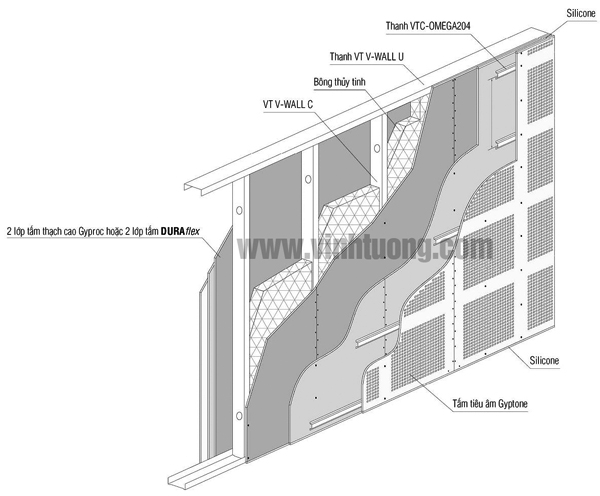 Silicone
Thanh VTC-OMEGA204
Thanh VT V-WALL U
Bông thủy tinh
VT V-WALL C
2 lớp tấm thạch cao Gyproc hoặc 2 lớp tấm DURAflex
www.vinhtuong.com
Silicone
Tấm tiêu âm Gyptone